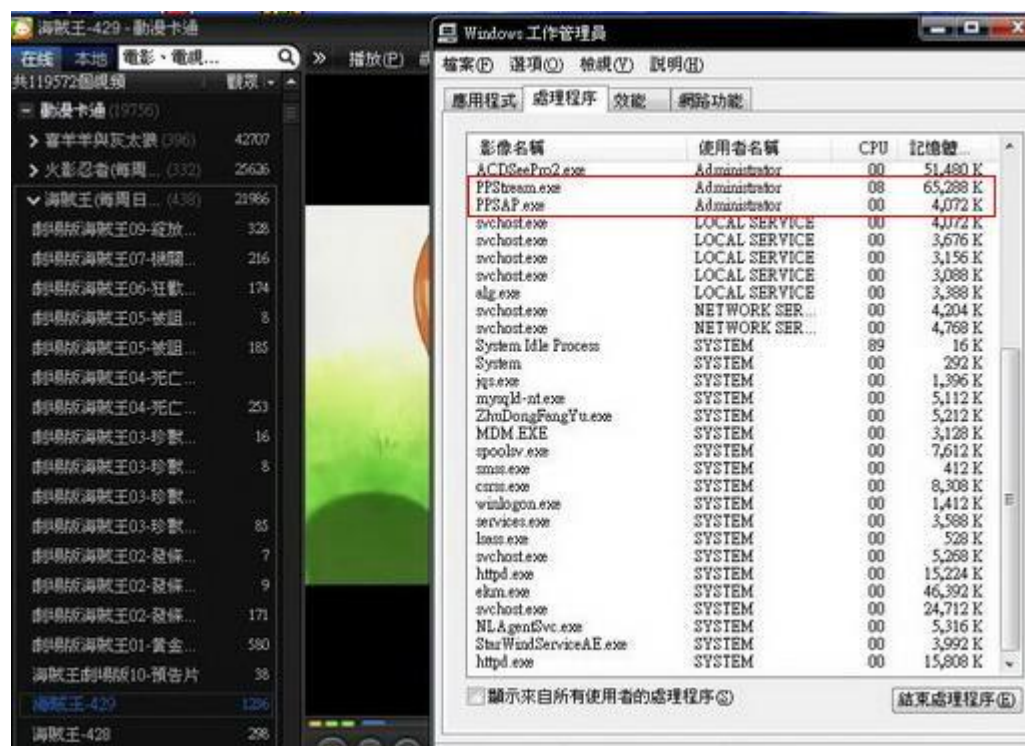 海賊王-429 - 動漫卡通
在线 本地 電影、電視...
» 播放(P)
共119572個視頻 觀眾
動漫卡通 (19756)
喜羊羊與灰太狼 (396) 42707
火影忍者(每周... (332) 25626
海賊王(每周日... (438) 21986
劇場版海賊王09-綻放... 328
劇場版海賊王07-機關... 216
劇場版海賊王06-狂歡... 174
劇場版海賊王05-被詛... 8
劇場版海賊王05-被詛... 185
劇場版海賊王04-死亡...
劇場版海賊王04-死亡... 253
劇場版海賊王03-珍獸... 16
劇場版海賊王03-珍獸... 8
劇場版海賊王03-珍獸...
劇場版海賊王03-珍獸... 85
劇場版海賊王02-發條... 7
劇場版海賊王02-發條... 9
劇場版海賊王02-發條... 171
劇場版海賊王01-黃金... 580
海賊王劇場版10-預告片 38
海賊王-429 1286
海賊王-428 298
Windows 工作管理員
檔案(F) 選項(O) 檢視(V) 説明(H)
應用程式 處理程序 效能 網路功能
影像名稱 使用者名稱 CPU 記憶體...
ACDSeePro2.exe Administrator 00 51,480 K
PPStream.exe Administrator 08 65,288 K
PPSAP.exe Administrator 00 4,072 K
svchost.exe LOCAL SERVICE 00 4,072 K
svchost.exe LOCAL SERVICE 00 3,676 K
svchost.exe LOCAL SERVICE 00 3,156 K
svchost.exe LOCAL SERVICE 00 3,088 K
alg.exe LOCAL SERVICE 00 3,388 K
svchost.exe NETWORK SER... 00 4,204 K
svchost.exe NETWORK SER... 00 4,768 K
System Idle Process SYSTEM 89 16 K
System SYSTEM 00 292 K
jqs.exe SYSTEM 00 1,396 K
mysqld-nt.exe SYSTEM 00 5,112 K
ZhuDongFangYu.exe SYSTEM 00 5,212 K
MDM.EXE SYSTEM 00 3,128 K
spoolsv.exe SYSTEM 00 7,612 K
smss.exe SYSTEM 00 412 K
csrss.exe SYSTEM 00 8,308 K
winlogon.exe SYSTEM 00 1,412 K
services.exe SYSTEM 00 3,588 K
lsass.exe SYSTEM 00 528 K
svchost.exe SYSTEM 00 5,268 K
httpd.exe SYSTEM 00 15,224 K
ekrn.exe SYSTEM 00 46,392 K
svchost.exe SYSTEM 00 24,712 K
NLAgentSvc.exe SYSTEM 00 5,316 K
StarWindServiceAE.exe SYSTEM 00 3,992 K
httpd.exe SYSTEM 00 15,808 K
顯示來自所有使用者的處理程序(S)
結束處理程序(E)